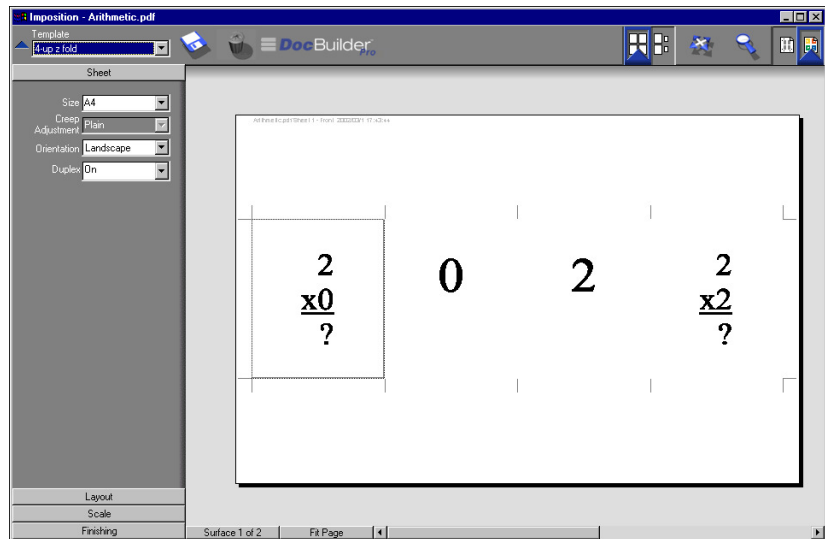 Imposition - Arithmetic.pdf
Template
4-up z fold
DocBuilder
Pro
Sheet
Size A4
Creep
Adjustment Plain
Orientation Landscape
Duplex On
2
x0
?
0
2
2
x2
?
Layout
Scale
Finishing
Surface 1 of 2
Fit Page